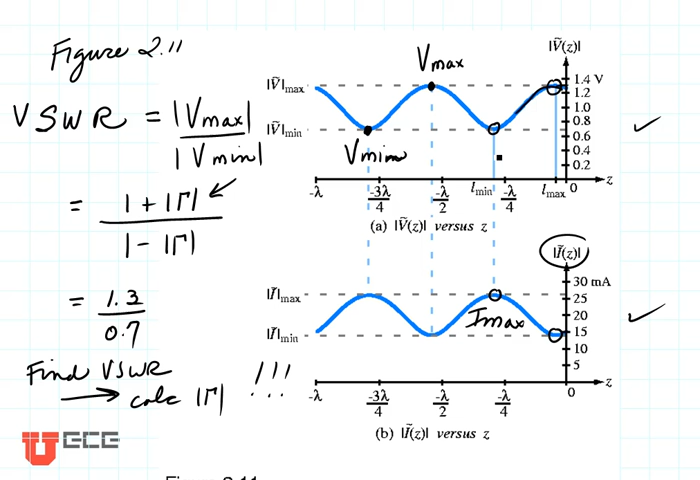 Figure 2.11
VSWR = |Vmax|
|Vmin|
= 1 + |Γ|
1 - |Γ|
= 1.3
0.7
Find VSWR
→ calc |Γ| !!!
UECE
Vmax
|Ṽ(z)|
|Ṽ|max
|Ṽ|min
Vmin
1.4 V
1.2
1.0
0.8
0.6
0.4
0.2
-λ
-3λ/4
-λ/2
lmin
-λ/4
lmax
0
z
(a) |Ṽ(z)| versus z
|Ĩ(z)|
|Ĩ|max
|Ĩ|min
Imax
30 mA
25
20
15
10
5
-λ
-3λ/4
-λ/2
-λ/4
0
z
(b) |Ĩ(z)| versus z